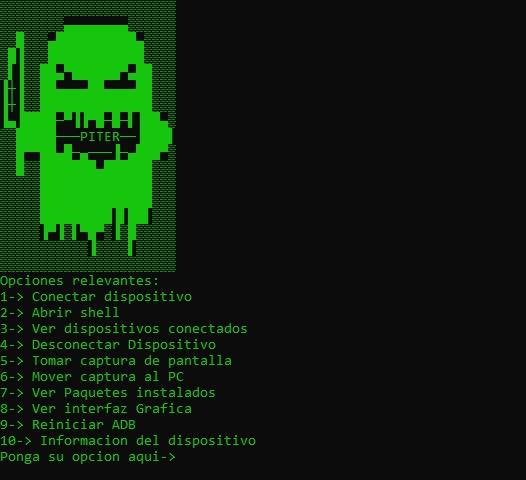 PITER
Opciones relevantes:
1-> Conectar dispositivo
2-> Abrir shell
3-> Ver dispositivos conectados
4-> Desconectar Dispositivo
5-> Tomar captura de pantalla
6-> Mover captura al PC
7-> Ver Paquetes instalados
8-> Ver interfaz Grafica
9-> Reiniciar ADB
10-> Informacion del dispositivo
Ponga su opcion aqui->